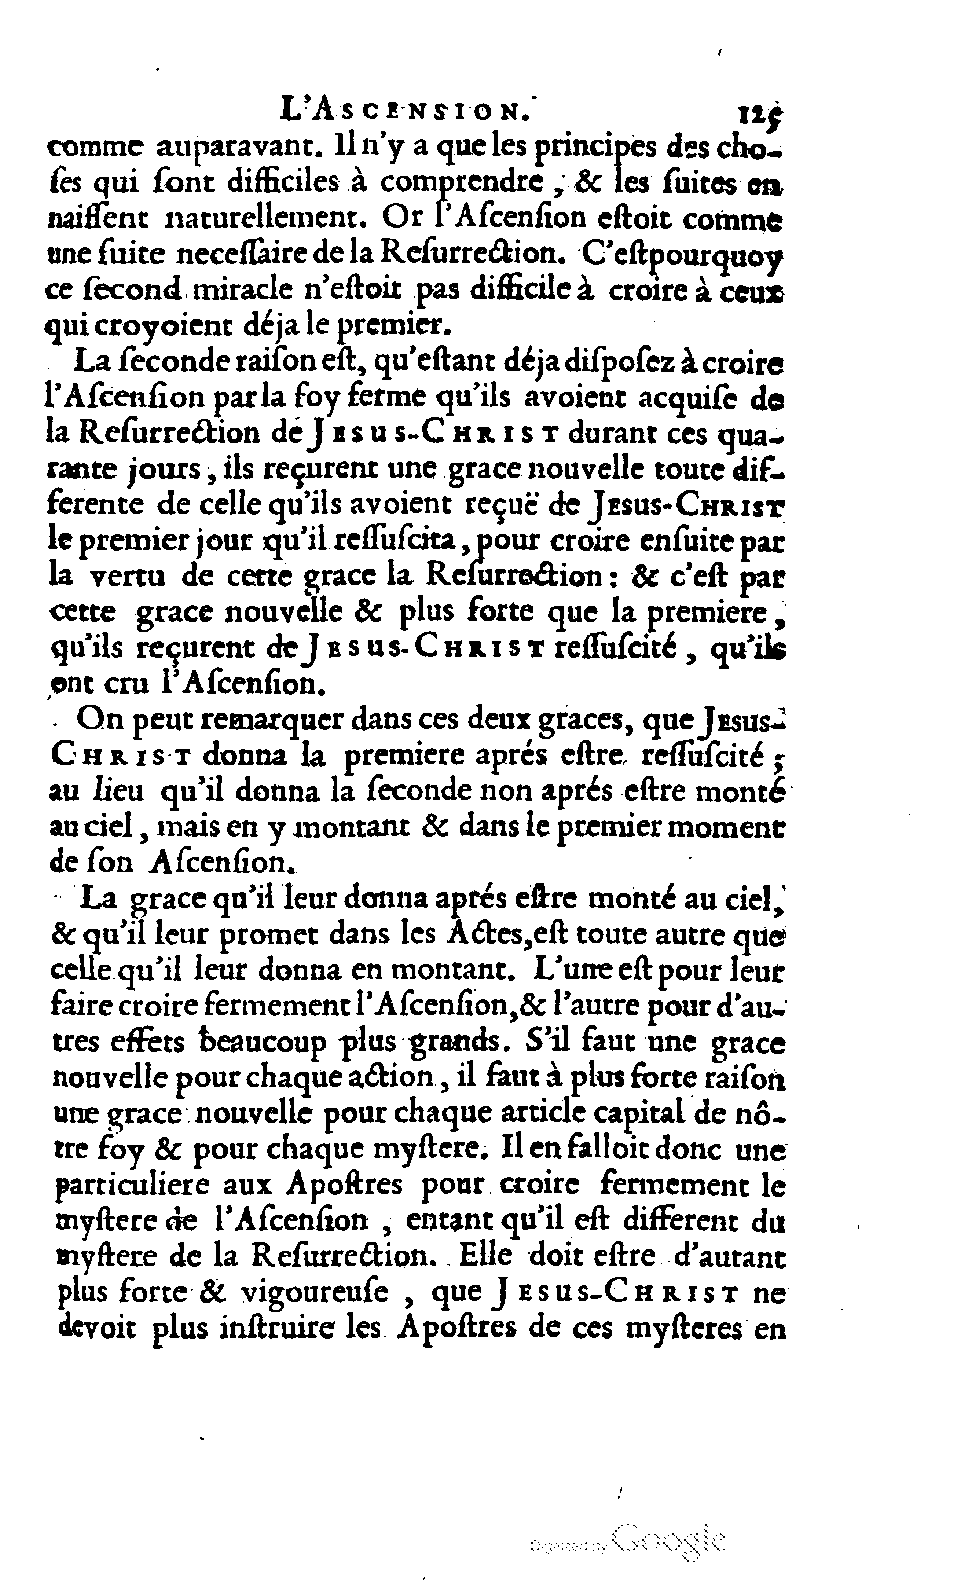 L'ASCENSION. 125
comme auparavant. Il n'y a que les principes des cho-
ſes qui ſont difficiles à comprendre, & les ſuites en
naiſſent naturellement. Or l'Aſcenſion eſtoit comme
une ſuite neceſſaire de la Reſurrection. C'eſtpourquoy
ce ſecond miracle n'eſtoit pas difficile à croire à ceux
qui croyoient déja le premier.
La ſeconde raiſon eſt, qu'eſtant déja diſpoſez à croire
l'Aſcenſion par la foy ferme qu'ils avoient acquiſe de
la Reſurrection de JESUS-CHRIST durant ces qua-
rante jours, ils reçurent une grace nouvelle toute dif-
ferente de celle qu'ils avoient reçuë de JESUS-CHRIST
le premier jour qu'il reſſuſcita, pour croire enſuite par
la vertu de cette grace la Reſurrection: & c'eſt par
cette grace nouvelle & plus forte que la premiere,
qu'ils reçurent de JESUS-CHRIST reſſuſcité, qu'ils
ont cru l'Aſcenſion.
On peut remarquer dans ces deux graces, que JESUS-
CHRIST donna la premiere aprés eſtre reſſuſcité;
au lieu qu'il donna la ſeconde non aprés eſtre monté
au ciel, mais en y montant & dans le premier moment
de ſon Aſcenſion.
La grace qu'il leur donna aprés eſtre monté au ciel,
& qu'il leur promet dans les Actes, eſt toute autre que
celle qu'il leur donna en montant. L'une eſt pour leur
faire croire fermement l'Aſcenſion, & l'autre pour d'au-
tres effets beaucoup plus grands. S'il faut une grace
nouvelle pour chaque action, il faut à plus forte raiſon
une grace nouvelle pour chaque article capital de nô-
tre foy & pour chaque myſtere. Il en falloit donc une
particuliere aux Apoſtres pour croire fermement le
myſtere de l'Aſcenſion, entant qu'il eſt different du
myſtere de la Reſurrection. Elle doit eſtre d'autant
plus forte & vigoureuſe, que JESUS-CHRIST ne
devoit plus inſtruire les Apoſtres de ces myſteres en
Digitized by Google